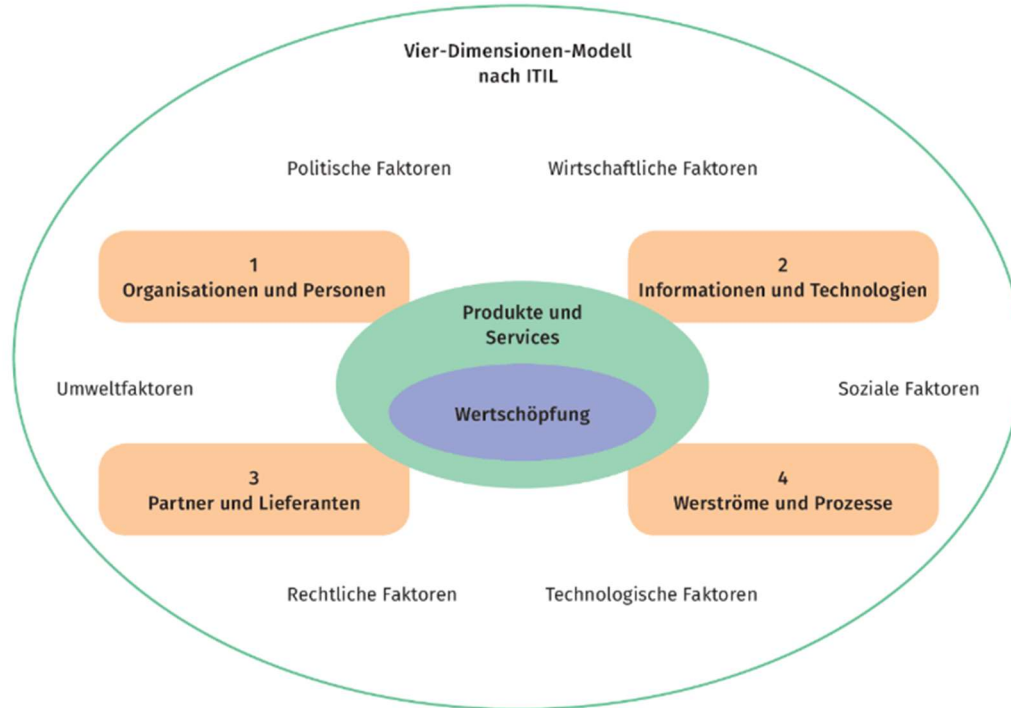 Vier-Dimensionen-Modell
nach ITIL
Politische Faktoren
Wirtschaftliche Faktoren
1
Organisationen und Personen
2
Informationen und Technologien
Produkte und
Services
Umweltfaktoren
Wertschöpfung
Soziale Faktoren
3
Partner und Lieferanten
4
Werströme und Prozesse
Rechtliche Faktoren
Technologische Faktoren